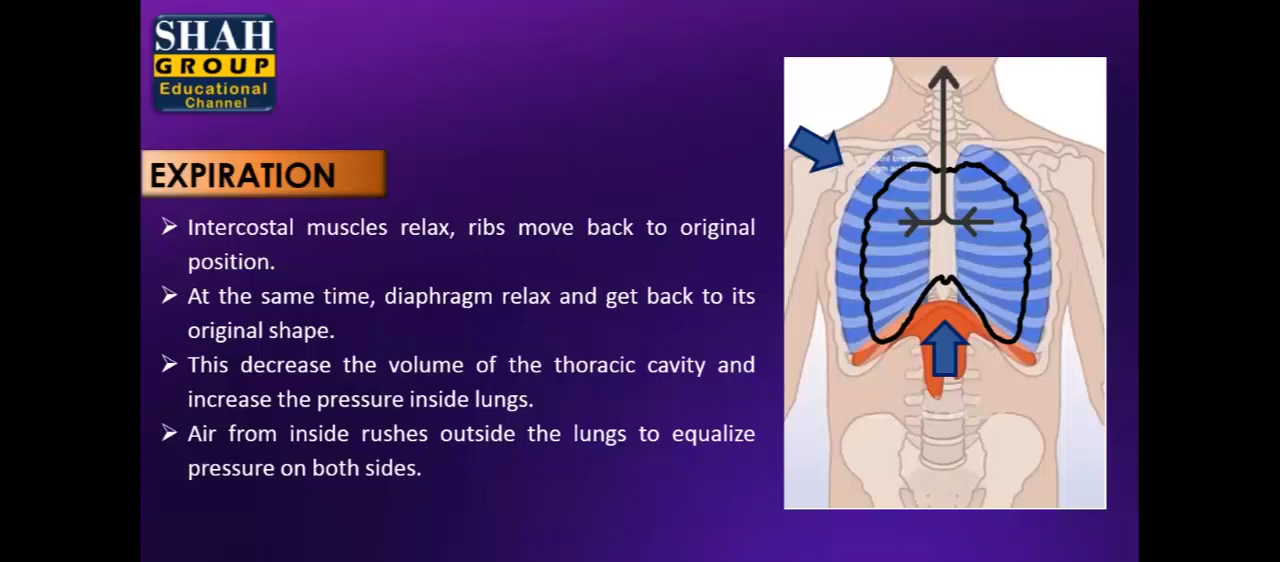 SHAH
GROUP
Educational
Channel
EXPIRATION
➢ Intercostal muscles relax, ribs move back to original
position.
➢ At the same time, diaphragm relax and get back to its
original shape.
➢ This decrease the volume of the thoracic cavity and
increase the pressure inside lungs.
➢ Air from inside rushes outside the lungs to equalize
pressure on both sides.